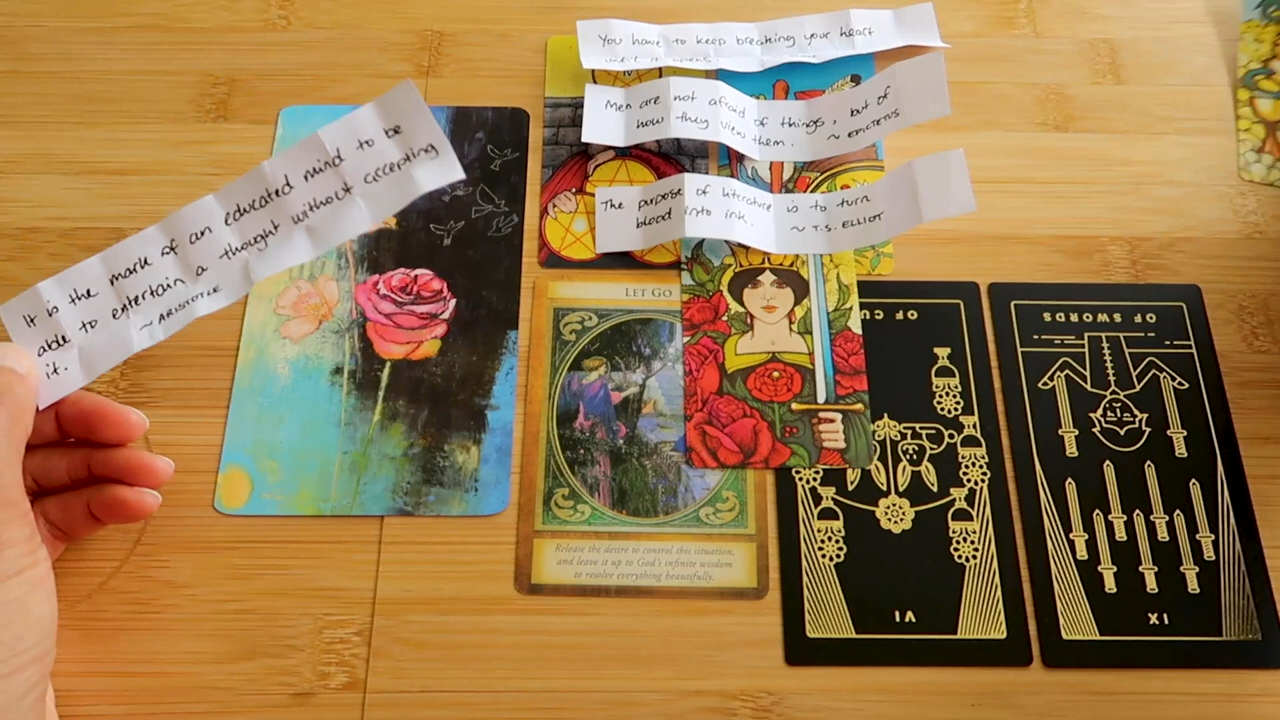 You have to keep breaking your heart
until it opens.
Men are not afraid of things, but of
how they view them. ~ EPICTETUS
The purpose of literature is to turn
blood into ink. ~ T.S. ELLIOT
It is the mark of an educated mind to be
able to entertain a thought without accepting
it. ~ ARISTOTLE
IV
LET GO
Release the desire to control this situation,
and leave it up to God's infinite wisdom
to resolve everything beautifully.
OF CU
VI
OF SWORDS
IX